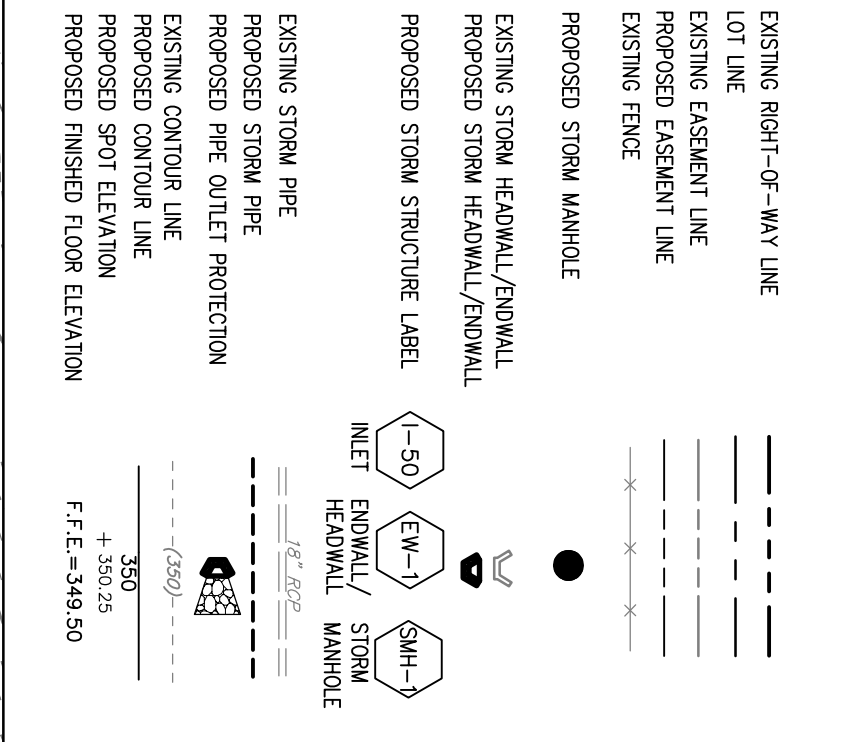 EXISTING RIGHT-OF-WAY LINE
LOT LINE
EXISTING EASEMENT LINE
PROPOSED EASEMENT LINE
EXISTING FENCE
PROPOSED STORM MANHOLE
EXISTING STORM HEADWALL/ENDWALL
PROPOSED STORM HEADWALL/ENDWALL
PROPOSED STORM STRUCTURE LABEL
I-50 EW-1 SMH-1
INLET ENDWALL/ STORM
HEADWALL MANHOLE
EXISTING STORM PIPE 18" RCP
PROPOSED STORM PIPE
PROPOSED PIPE OUTLET PROTECTION
EXISTING CONTOUR LINE (350)
PROPOSED CONTOUR LINE 350
PROPOSED SPOT ELEVATION + 350.25
PROPOSED FINISHED FLOOR ELEVATION F.F.E.=349.50